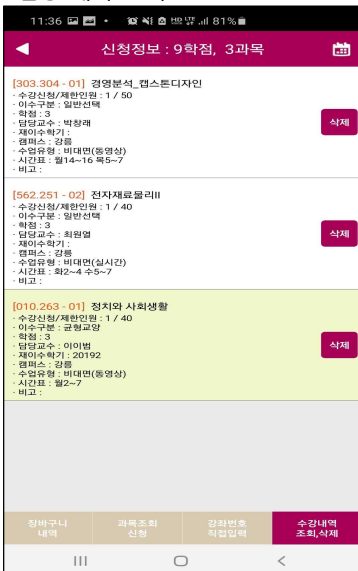 11:36 81%
신청정보 : 9학점, 3과목
[303.304 - 01] 경영분석_캡스톤디자인
· 수강신청/제한인원 : 1 / 50
· 이수구분 : 일반선택
· 학점 : 3
· 담당교수 : 박창래
· 재이수학기 :
· 캠퍼스 : 강릉
· 수업유형 : 비대면(동영상)
· 시간표 : 월14~16 목5~7
· 비고 :
삭제
[562.251 - 02] 전자재료물리II
· 수강신청/제한인원 : 1 / 40
· 이수구분 : 일반선택
· 학점 : 3
· 담당교수 : 최원열
· 재이수학기 :
· 캠퍼스 : 강릉
· 수업유형 : 비대면(실시간)
· 시간표 : 화2~4 수5~7
· 비고 :
삭제
[010.263 - 01] 정치와 사회생활
· 수강신청/제한인원 : 1 / 40
· 이수구분 : 균형교양
· 학점 : 3
· 담당교수 : 이이범
· 재이수학기 : 20192
· 캠퍼스 : 강릉
· 수업유형 : 비대면(동영상)
· 시간표 : 월2~7
· 비고 :
삭제
장바구니 과목조회 강좌번호 수강내역
내역 신청 직접입력 조회,삭제